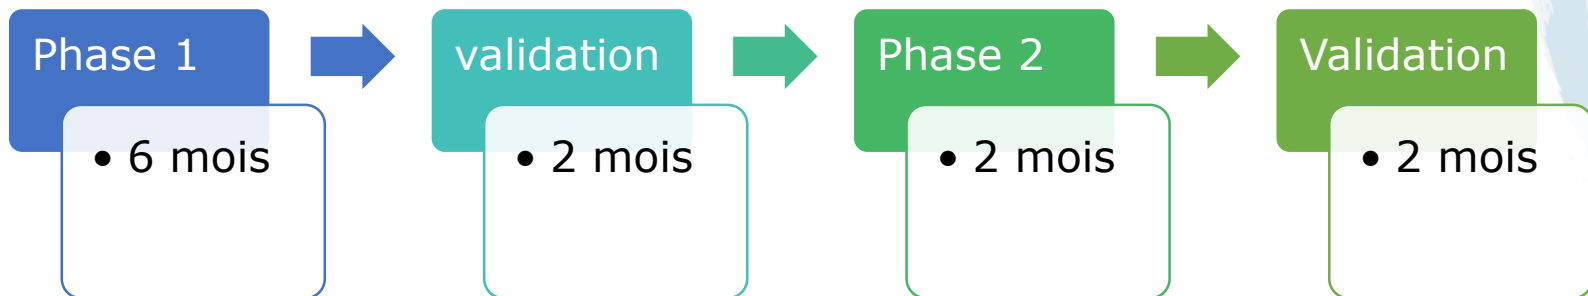 Phase 1
• 6 mois
validation
• 2 mois
Phase 2
• 2 mois
Validation
• 2 mois